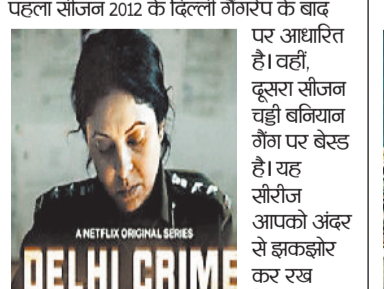 पहला सीजन 2012 के दिल्ली गैंगरेप के बाद
पर आधारित
है। वहीं,
दूसरा सीजन
चड्डी बनियान
गैंग पर बेस्ड
है। यह
सीरीज
आपको अंदर
से झकझोर
कर रख
A NETFLIX ORIGINAL SERIES
DELHI CRIME